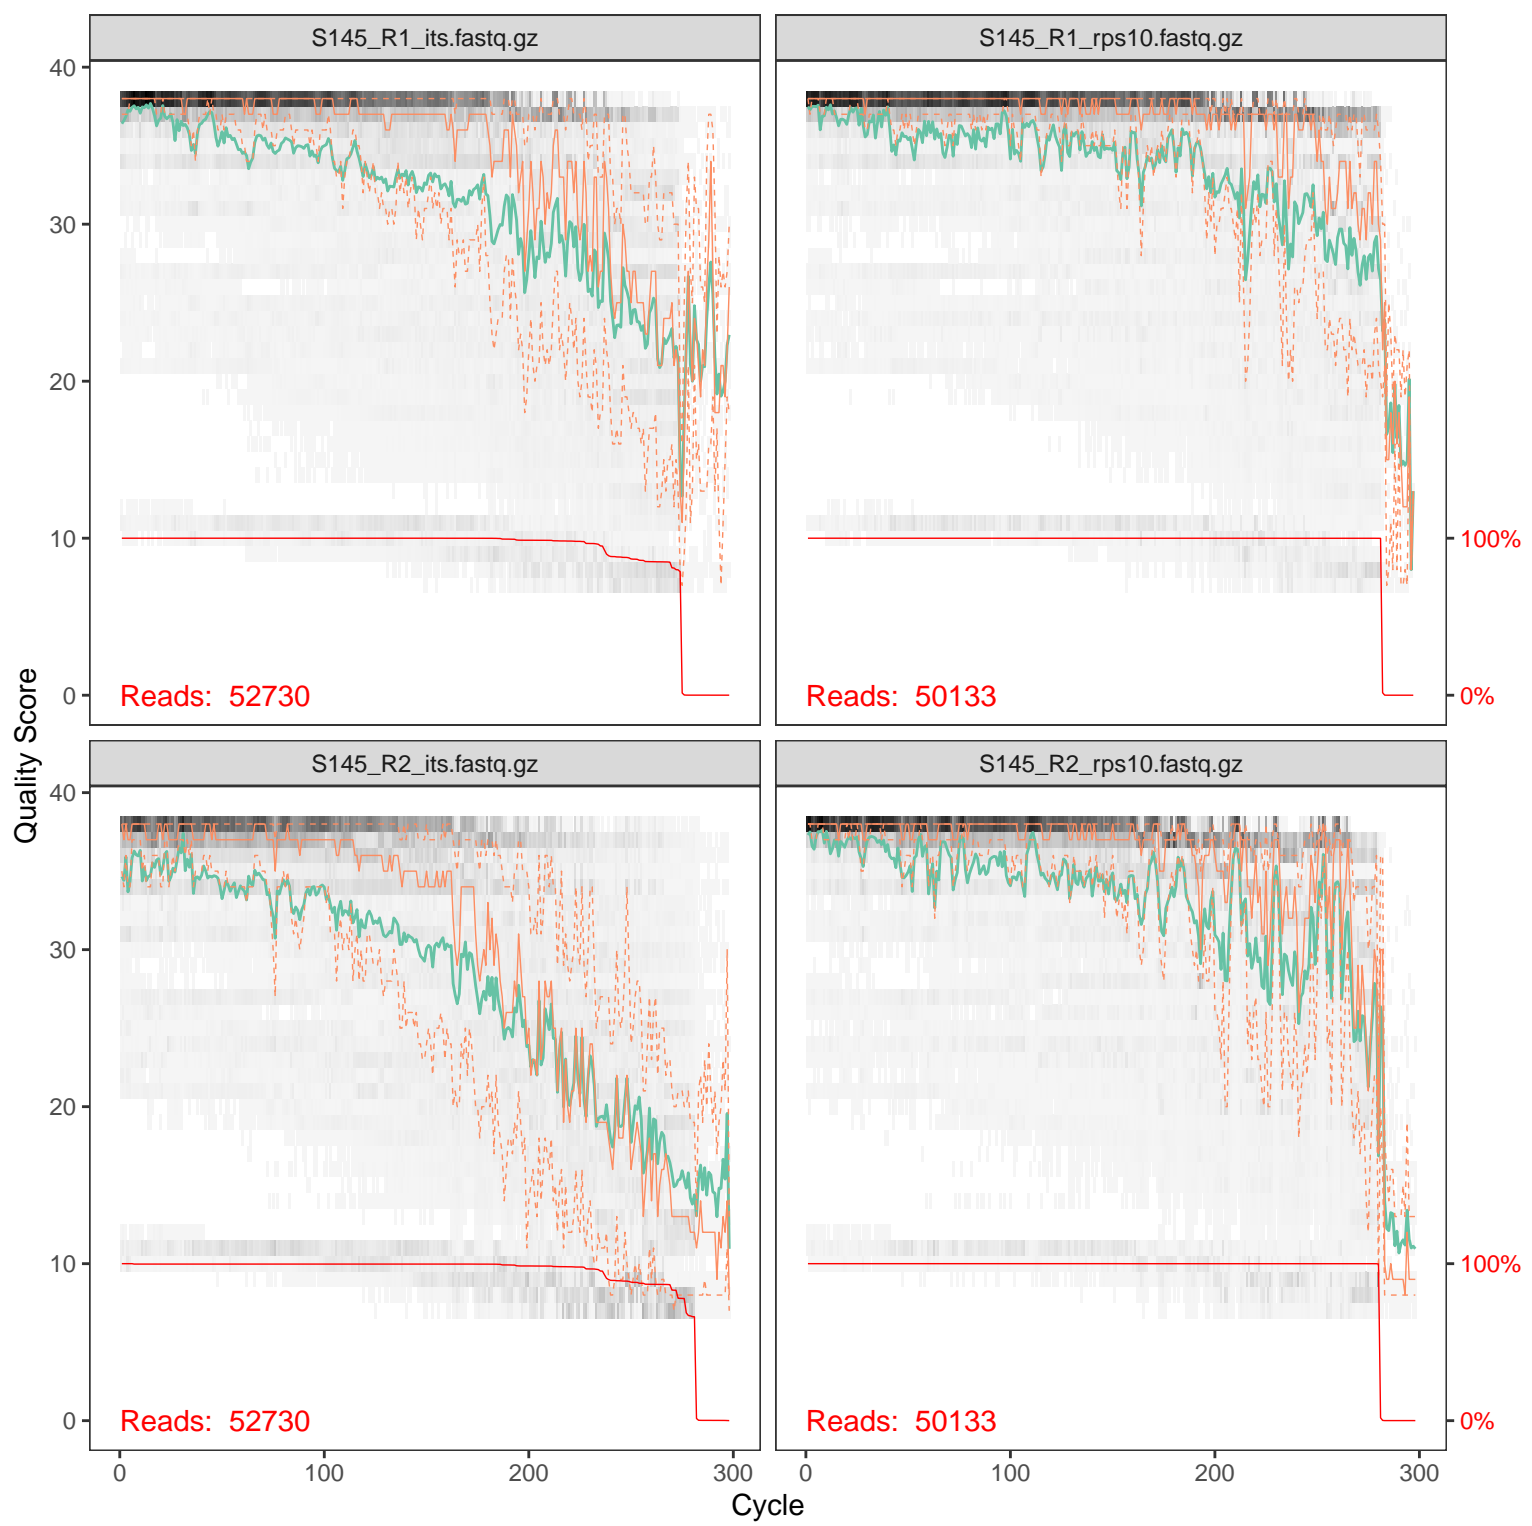 S145_R1_its.fastq.gz
S145_R1_rps10.fastq.gz
40
30
20
10
0
Reads: 52730
Reads: 50133
100%
0%
Quality Score
S145_R2_its.fastq.gz
S145_R2_rps10.fastq.gz
40
30
20
10
0
Reads: 52730
Reads: 50133
100%
0%
0 100 200 300
0 100 200 300
Cycle